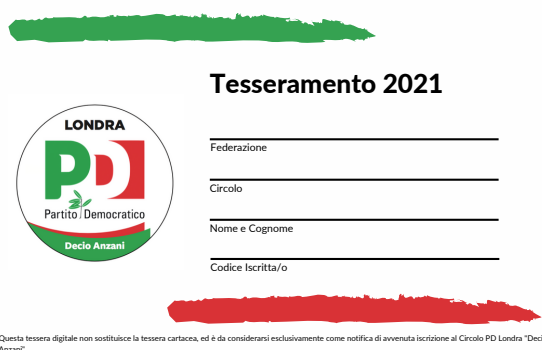 Tesseramento 2021
LONDRA
PD
Partito Democratico
Decio Anzani
Federazione
Circolo
Nome e Cognome
Codice Iscritta/o
Questa tessera digitale non sostituisce la tessera cartacea, ed è da considerarsi esclusivamente come notifica di avvenuta iscrizione al Circolo PD Londra "Deci
Anzani"